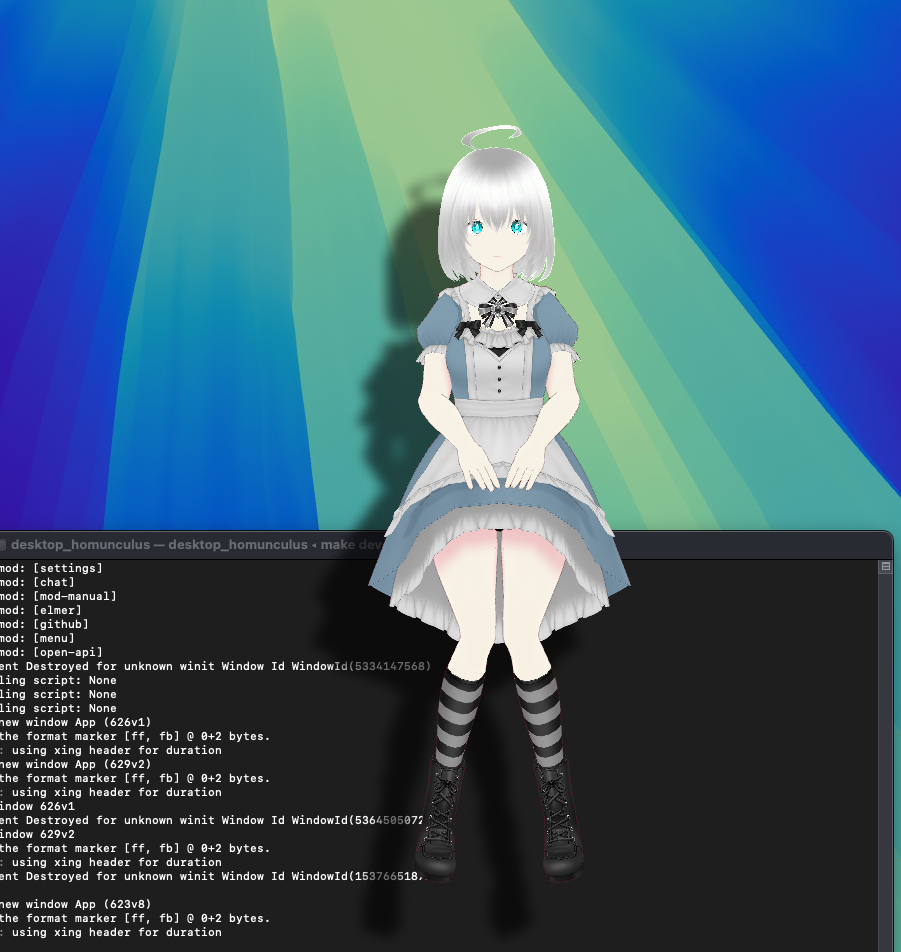 desktop_homunculus — desktop_homunculus ◂ make dev
mod: [settings]
mod: [chat]
mod: [mod-manual]
mod: [elmer]
mod: [github]
mod: [menu]
mod: [open-api]
ent Destroyed for unknown winit Window Id WindowId(5334147568)
ling script: None
ling script: None
ling script: None
new window App (626v1)
the format marker [ff, fb] @ 0+2 bytes.
: using xing header for duration
new window App (629v2)
the format marker [ff, fb] @ 0+2 bytes.
: using xing header for duration
indow 626v1
ent Destroyed for unknown winit Window Id WindowId(5364505072
indow 629v2
the format marker [ff, fb] @ 0+2 bytes.
: using xing header for duration
ent Destroyed for unknown winit Window Id WindowId(153766518
new window App (623v8)
the format marker [ff, fb] @ 0+2 bytes.
: using xing header for duration